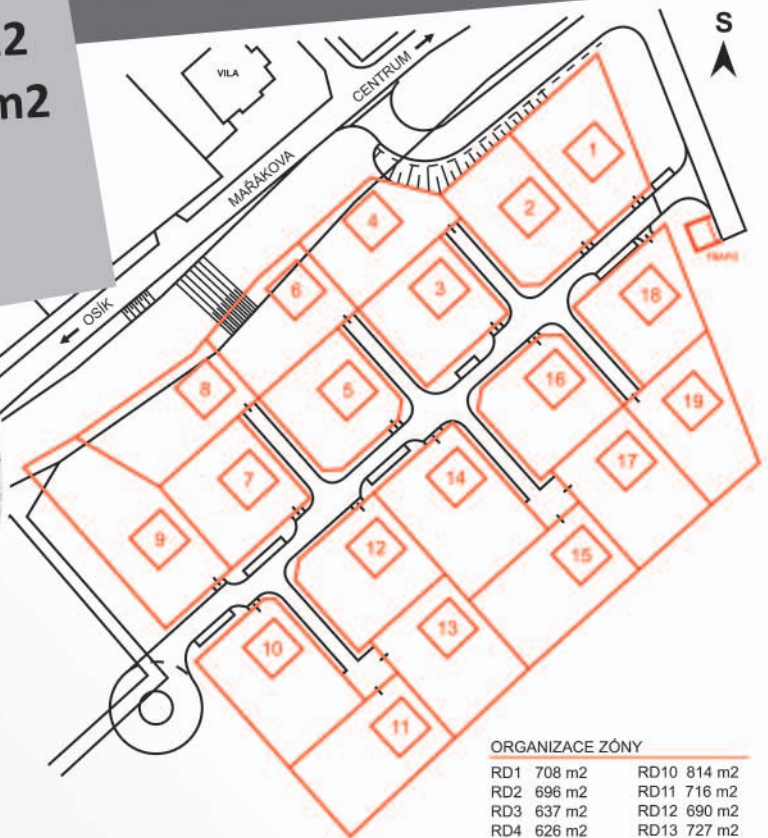 2
m2
S
VILA
CENTRUM
MAŘÁKOVA
OSÍK
1
2
4
3
6
18
8
5
16
19
7
14
17
9
12
15
10
13
11
ORGANIZACE ZÓNY
RD1 708 m2 RD10 814 m2
RD2 696 m2 RD11 716 m2
RD3 637 m2 RD12 690 m2
RD4 626 m2 RD13 727 m2